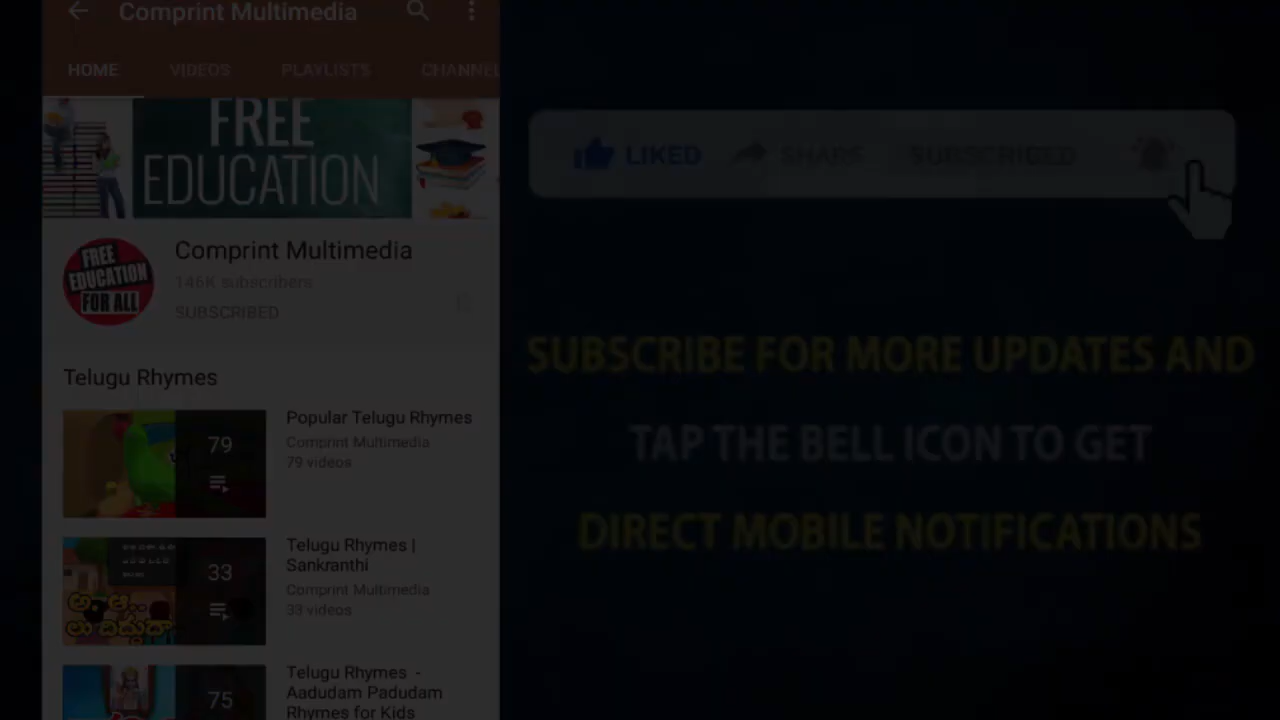 Comprint Multimedia
HOME VIDEOS PLAYLISTS CHANNEL
FREE
EDUCATION
FREE
EDUCATION
FOR ALL
Comprint Multimedia
146K subscribers
SUBSCRIBED
Telugu Rhymes
79
Popular Telugu Rhymes
Comprint Multimedia
79 videos
33
అ, ఆ,..
లు దిద్దుదాం
Telugu Rhymes |
Sankranthi
Comprint Multimedia
33 videos
75
Telugu Rhymes -
Aadudam Padudam
Rhymes for Kids
LIKED SHARE SUBSCRIBED
SUBSCRIBE FOR MORE UPDATES AND
TAP THE BELL ICON TO GET
DIRECT MOBILE NOTIFICATIONS